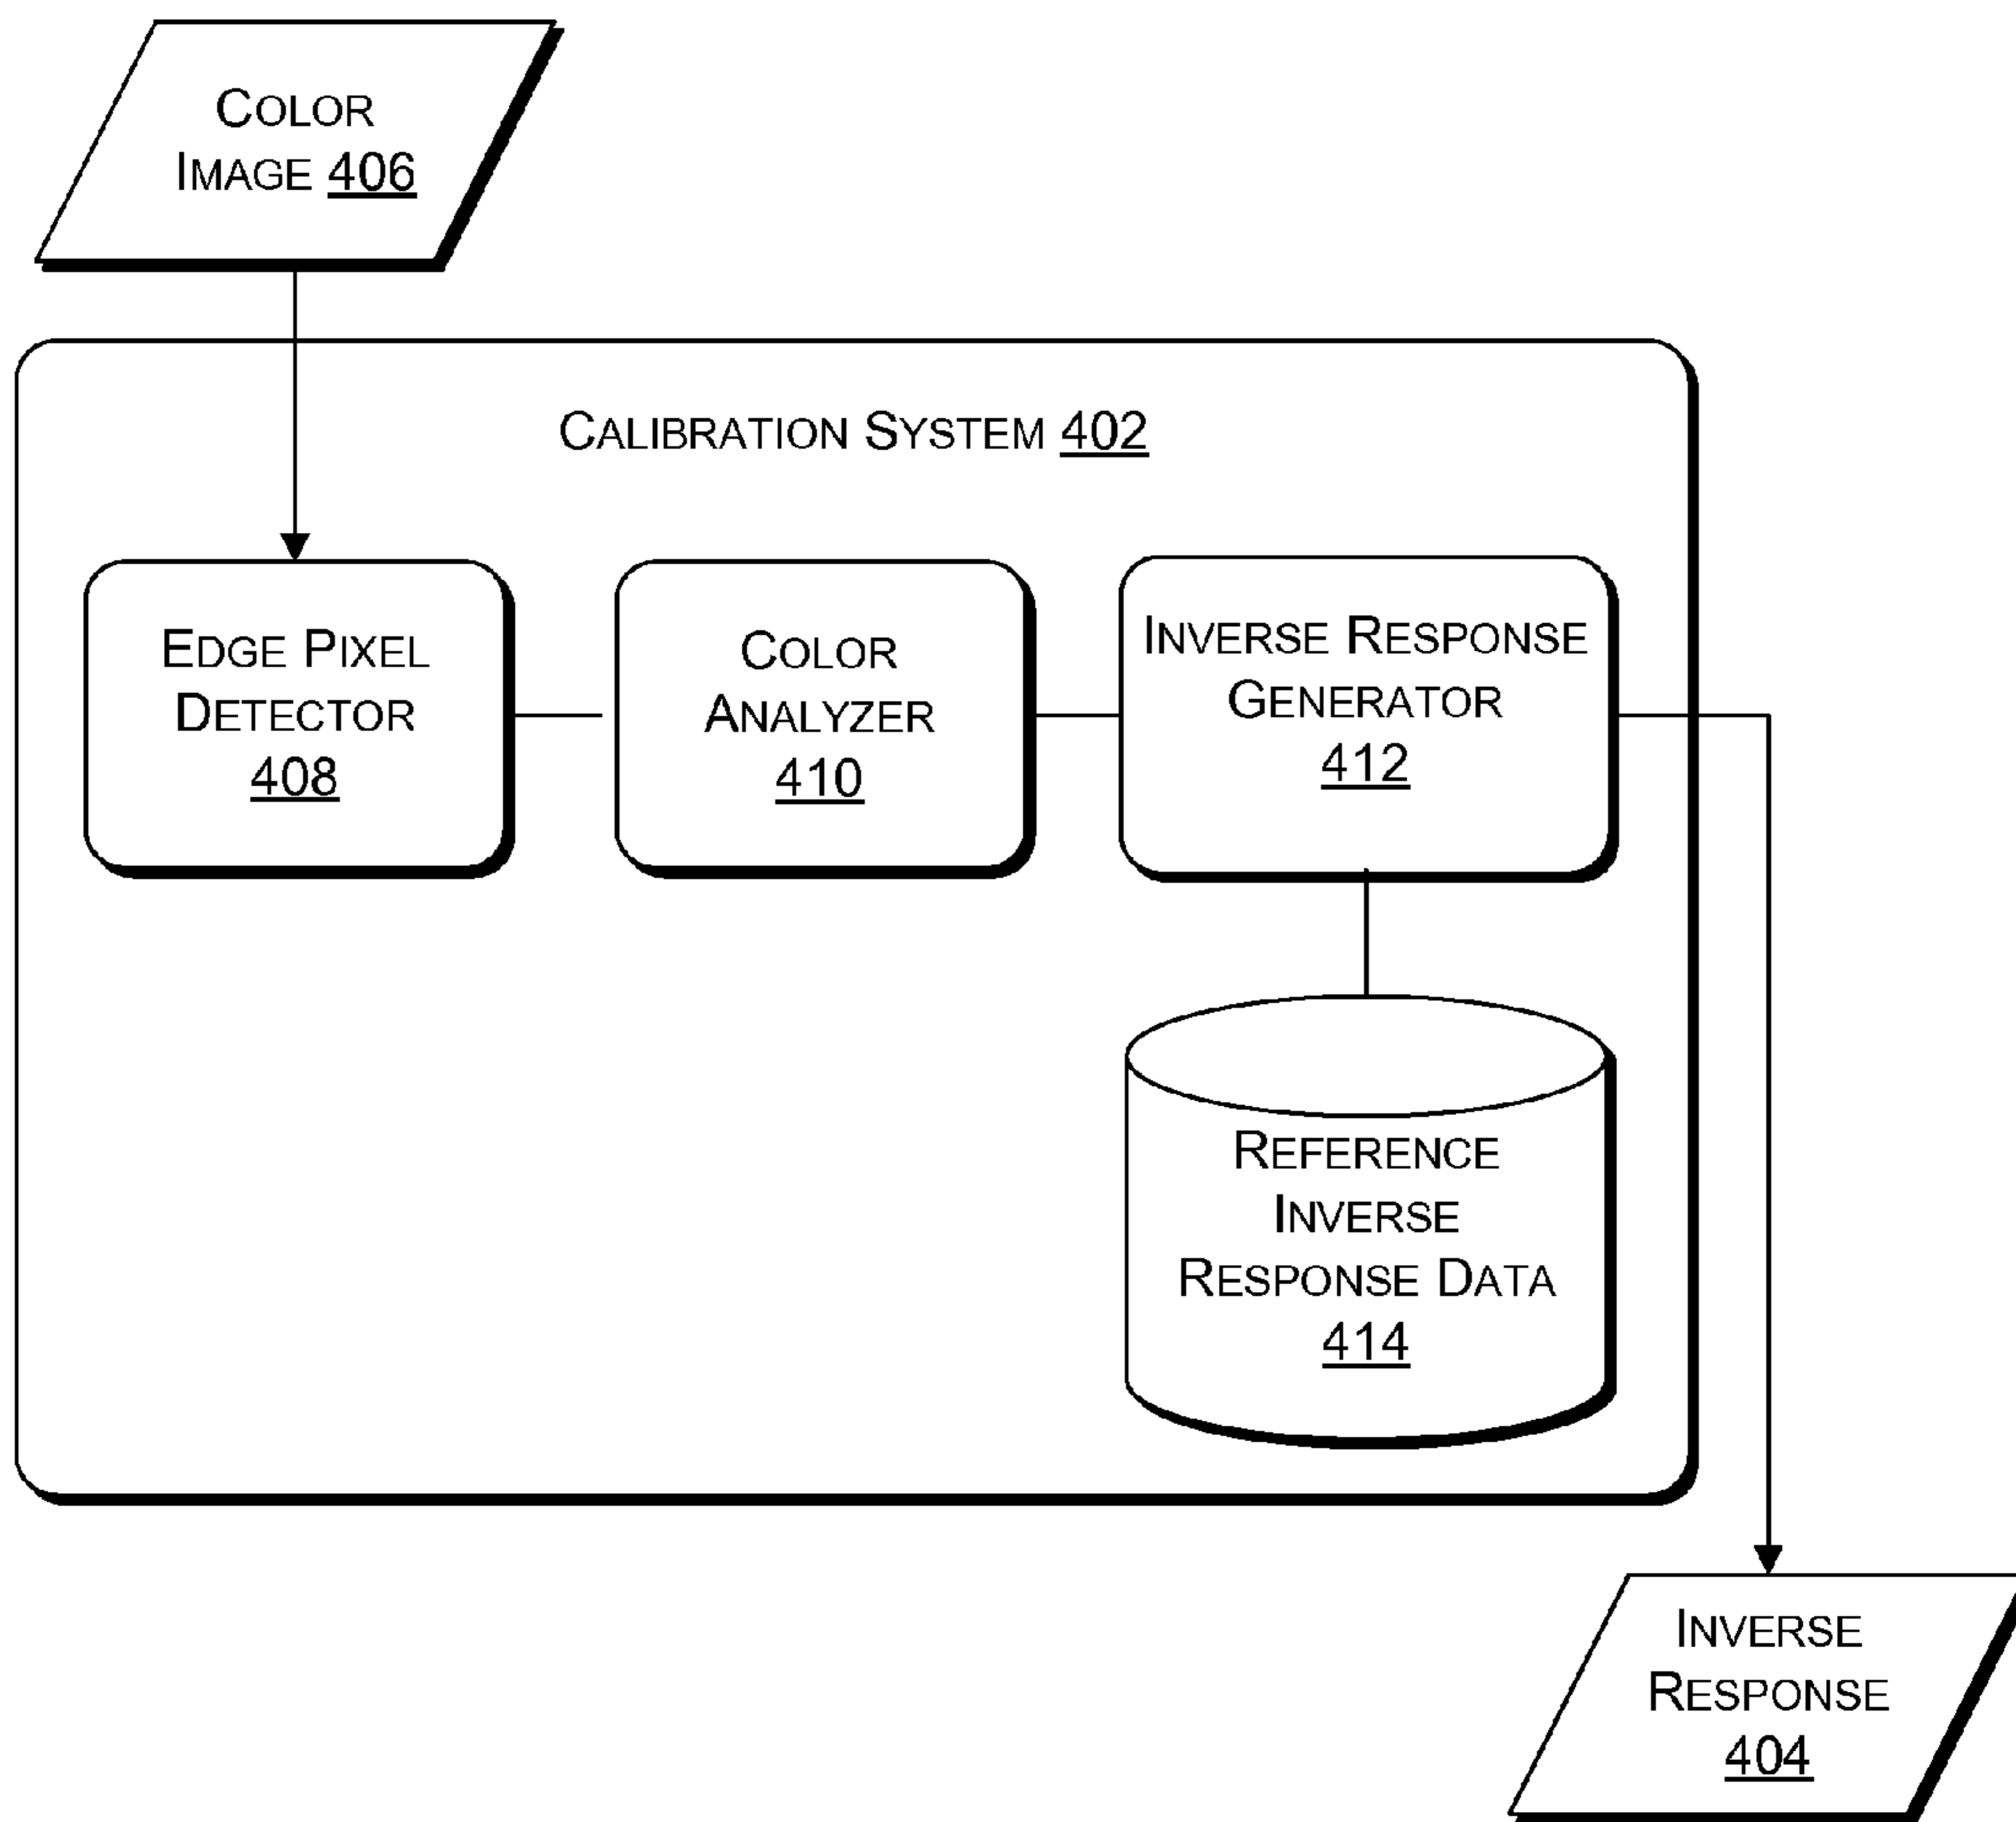 COLOR
IMAGE 406
CALIBRATION SYSTEM 402
EDGE PIXEL
DETECTOR
408
COLOR
ANALYZER
410
INVERSE RESPONSE
GENERATOR
412
REFERENCE
INVERSE
RESPONSE DATA
414
INVERSE
RESPONSE
404